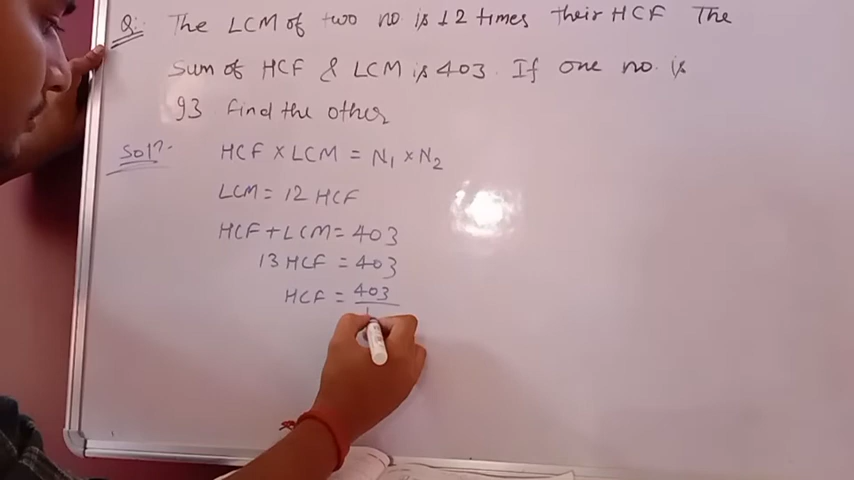 Q:- The LCM of two no. is 12 times their HCF The
Sum of HCF & LCM is 403. If one no. is
93 find the other
Sol?:- HCF × LCM = N₁ × N₂
LCM = 12 HCF
HCF + LCM = 403
13 HCF = 403
HCF = 403